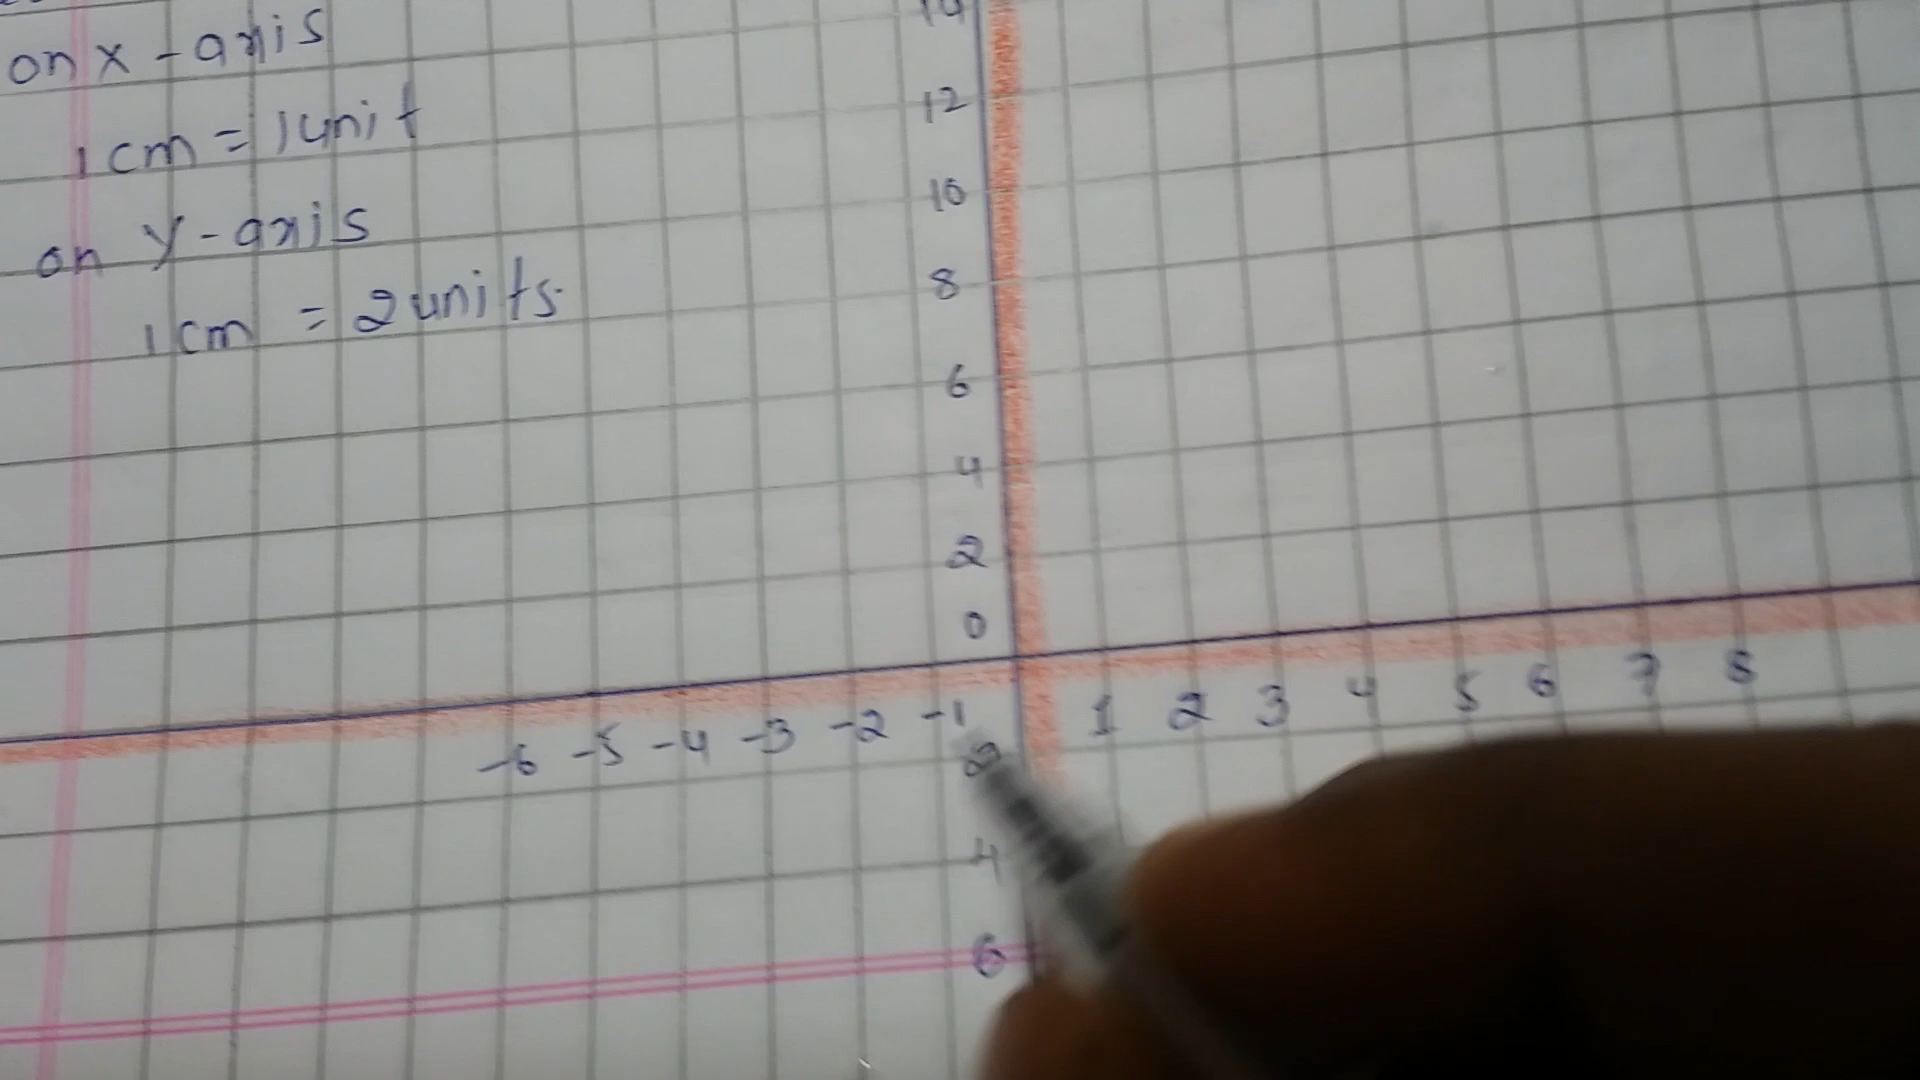 on x-axis
1cm = 1unit
on y-axis
1cm = 2units.
12
10
8
6
4
2
0
-6 -5 -4 -3 -2 -1 1 2 3 4 5 6 7 8
2
4
6